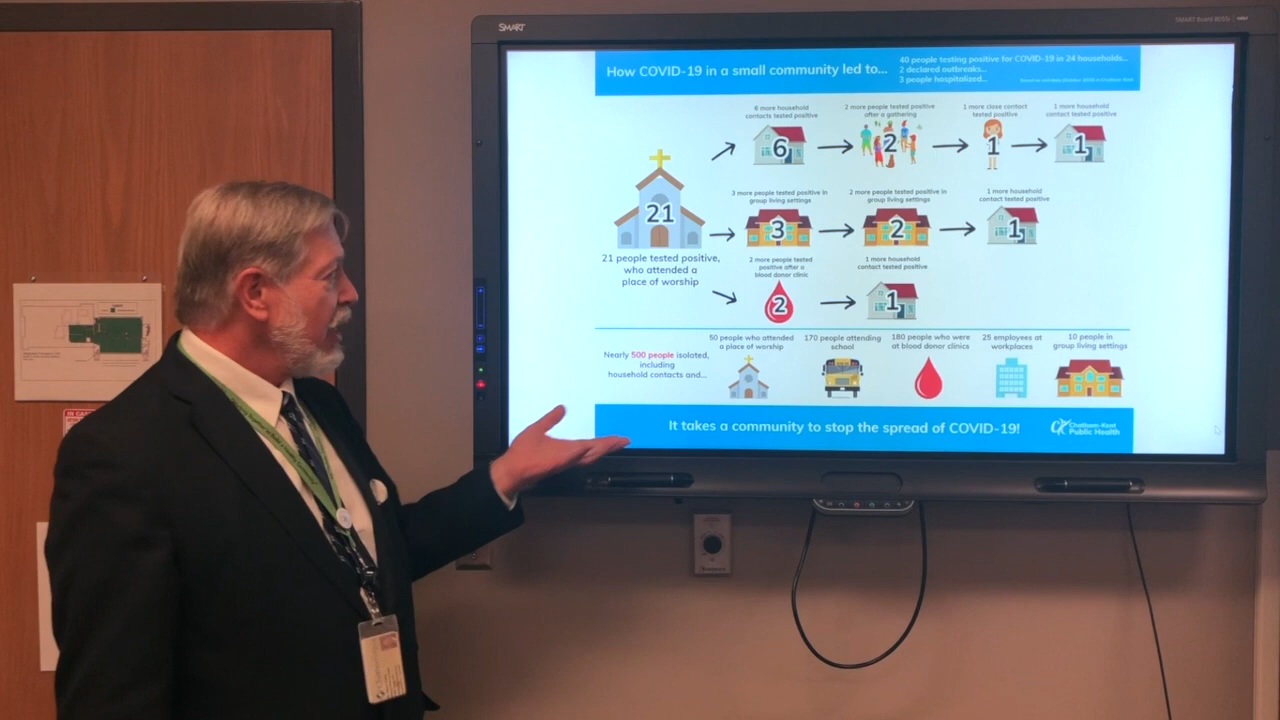 SMART
SMART Board 8055i
How COVID-19 in a small community led to...
40 people testing positive for COVID-19 in 24 households...
2 declared outbreaks...
3 people hospitalized...
6 more household
contacts tested positive
2 more people tested positive
after a gathering
1 more close contact
tested positive
1 more household
contact tested positive
6
2
1
1
21
3 more people tested positive in
group living settings
2 more people tested positive in
group living settings
1 more household
contact tested positive
3
2
1
21 people tested positive,
who attended a
place of worship
2 more people tested
positive after a
blood donor clinic
1 more household
contact tested positive
2
1
Nearly 500 people isolated,
including
household contacts and...
50 people who attended
a place of worship
170 people attending
school
180 people who were
at blood donor clinics
25 employees at
workplaces
10 people in
group living settings
It takes a community to stop the spread of COVID-19!
CK Chatham-Kent
Public Health